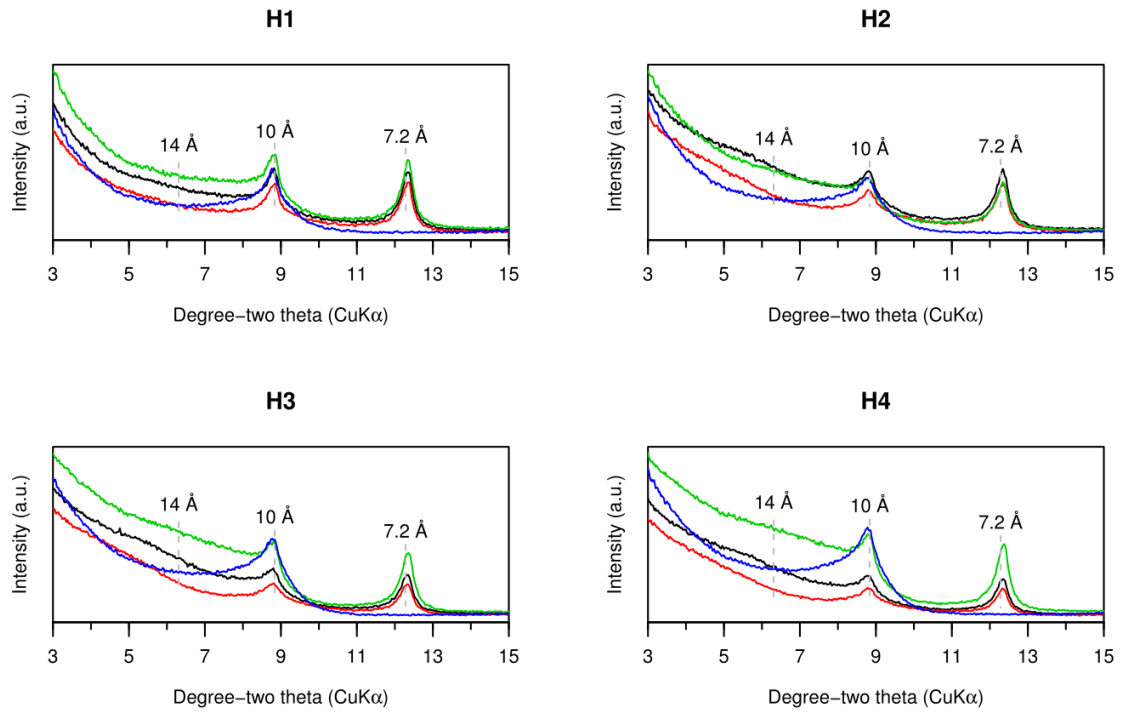 H1
Intensity (a.u.)
14 Å
10 Å
7.2 Å
3 5 7 9 11 13 15
Degree−two theta (CuKα)
H2
Intensity (a.u.)
14 Å
10 Å
7.2 Å
3 5 7 9 11 13 15
Degree−two theta (CuKα)
H3
Intensity (a.u.)
14 Å
10 Å
7.2 Å
3 5 7 9 11 13 15
Degree−two theta (CuKα)
H4
Intensity (a.u.)
14 Å
10 Å
7.2 Å
3 5 7 9 11 13 15
Degree−two theta (CuKα)